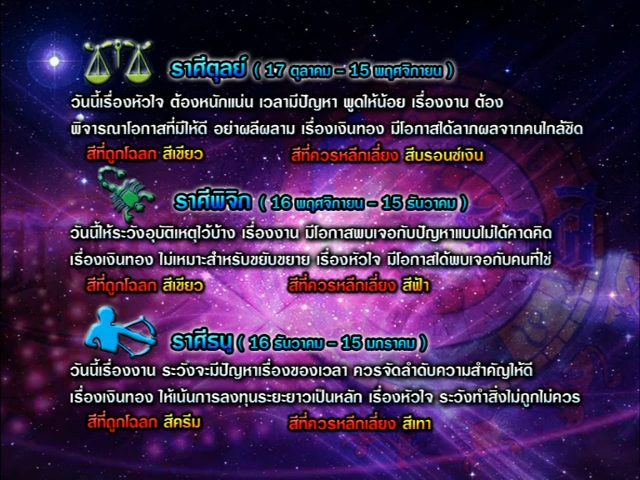 ราศีตุลย์ ( 17 ตุลาคม - 15 พฤศจิกายน )
วันนี้เรื่องหัวใจ ต้องหนักแน่น เวลามีปัญหา พูดให้น้อย เรื่องงาน ต้อง
พิจารณาโอกาสที่มีให้ดี อย่าผลีผลาม เรื่องเงินทอง มีโอกาสได้ลาภผลจากคนใกล้ชิด
สีที่ถูกโฉลก สีเขียว สีที่ควรหลีกเลี่ยง สีบรอนซ์เงิน
ราศีพิจิก ( 16 พฤศจิกายน - 15 ธันวาคม )
วันนี้ให้ระวังอุบัติเหตุไว้บ้าง เรื่องงาน มีโอกาสพบเจอกับปัญหาแบบไม่ได้คาดคิด
เรื่องเงินทอง ไม่เหมาะสำหรับขยับขยาย เรื่องหัวใจ มีโอกาสได้พบเจอกับคนที่ใช่
สีที่ถูกโฉลก สีเขียว สีที่ควรหลีกเลี่ยง สีฟ้า
ราศีธนู ( 16 ธันวาคม - 15 มกราคม )
วันนี้เรื่องงาน ระวังจะมีปัญหาเรื่องของเวลา ควรจัดลำดับความสำคัญให้ดี
เรื่องเงินทอง ให้เน้นการลงทุนระยะยาวเป็นหลัก เรื่องหัวใจ ระวังทำสิ่งไม่ถูกไม่ควร
สีที่ถูกโฉลก สีครีม สีที่ควรหลีกเลี่ยง สีเทา